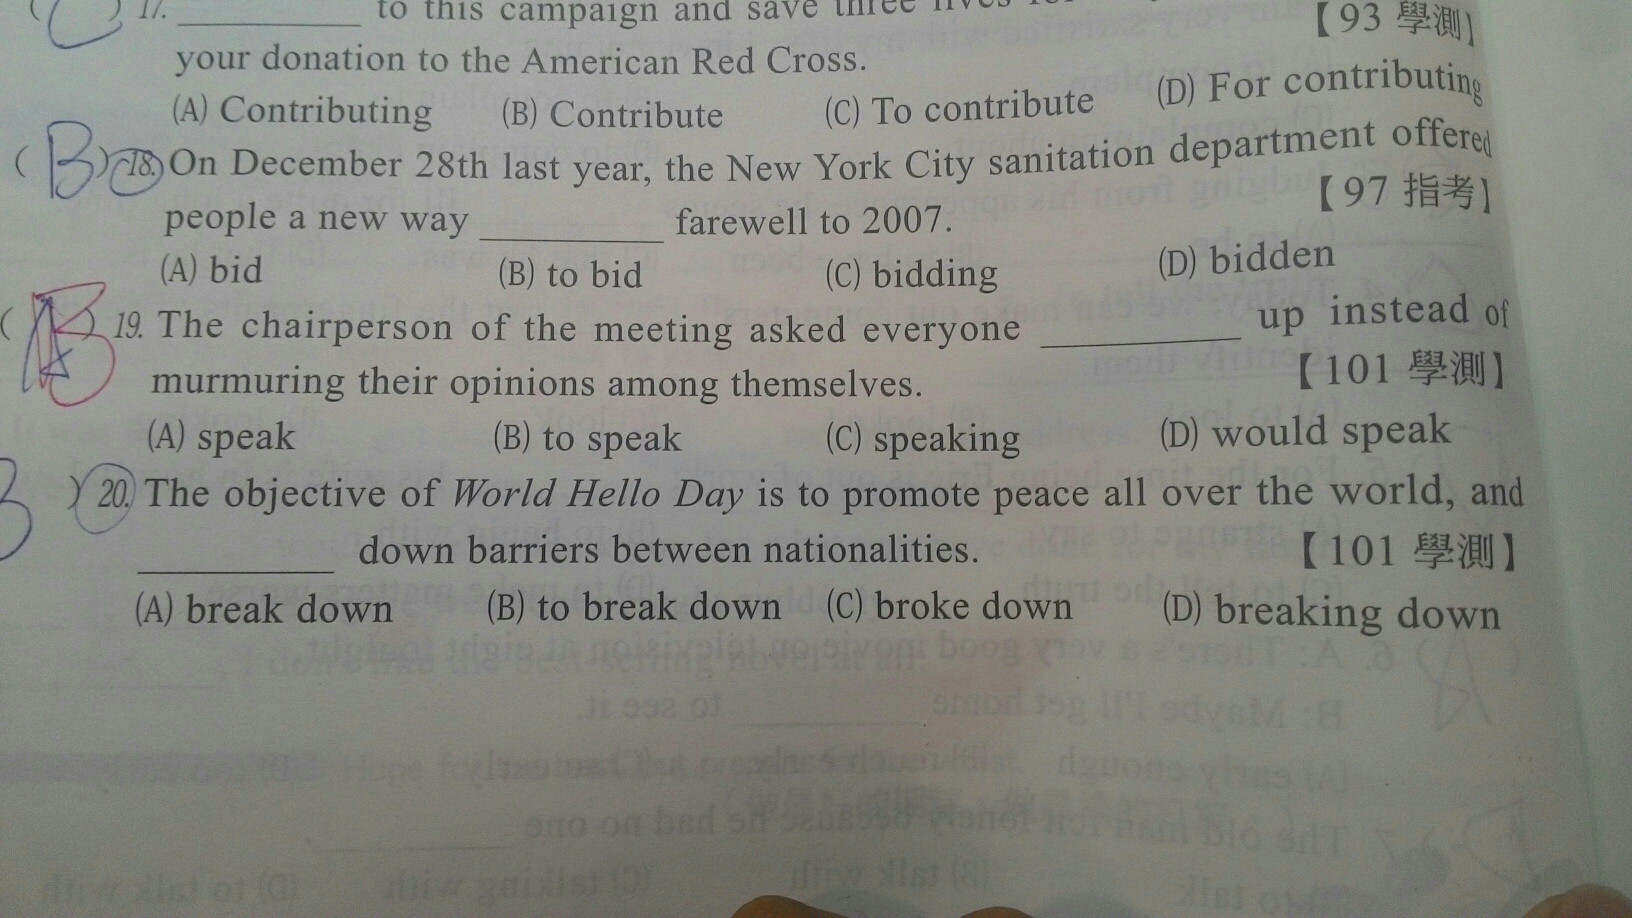 17. ________ to this campaign and save three lives
【93 學測】
your donation to the American Red Cross.
(A) Contributing (B) Contribute (C) To contribute (D) For contributing
( B ) 18. On December 28th last year, the New York City sanitation department offered
people a new way ________ farewell to 2007. 【97 指考】
(A) bid (B) to bid (C) bidding (D) bidden
( B ) 19. The chairperson of the meeting asked everyone ________ up instead of
murmuring their opinions among themselves. 【101 學測】
(A) speak (B) to speak (C) speaking (D) would speak
B ) 20. The objective of World Hello Day is to promote peace all over the world, and
________ down barriers between nationalities. 【101 學測】
(A) break down (B) to break down (C) broke down (D) breaking down